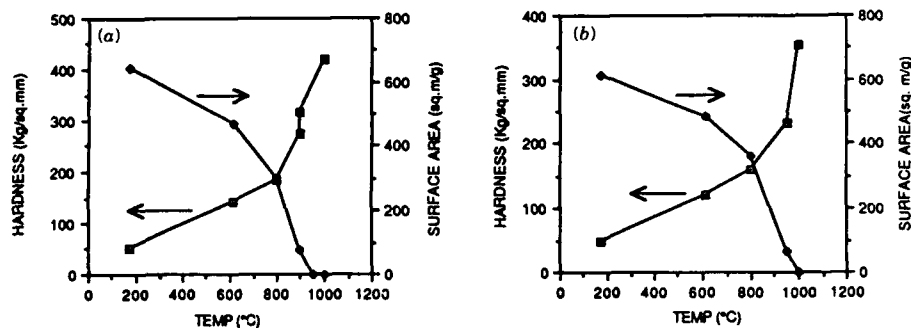 (a)
HARDNESS (Kg/sq.mm)
500
400
300
200
100
0
0 200 400 600 800 1000 1200
TEMP (°C)
800
600
400
200
0
SURFACE AREA (sq.m/g)
(b)
HARDNESS (Kg/sq.mm)
400
300
200
100
0
0 200 400 600 800 1000 1200
TEMP (°C)
800
600
400
200
0
SURFACE AREA(sq. m/g)